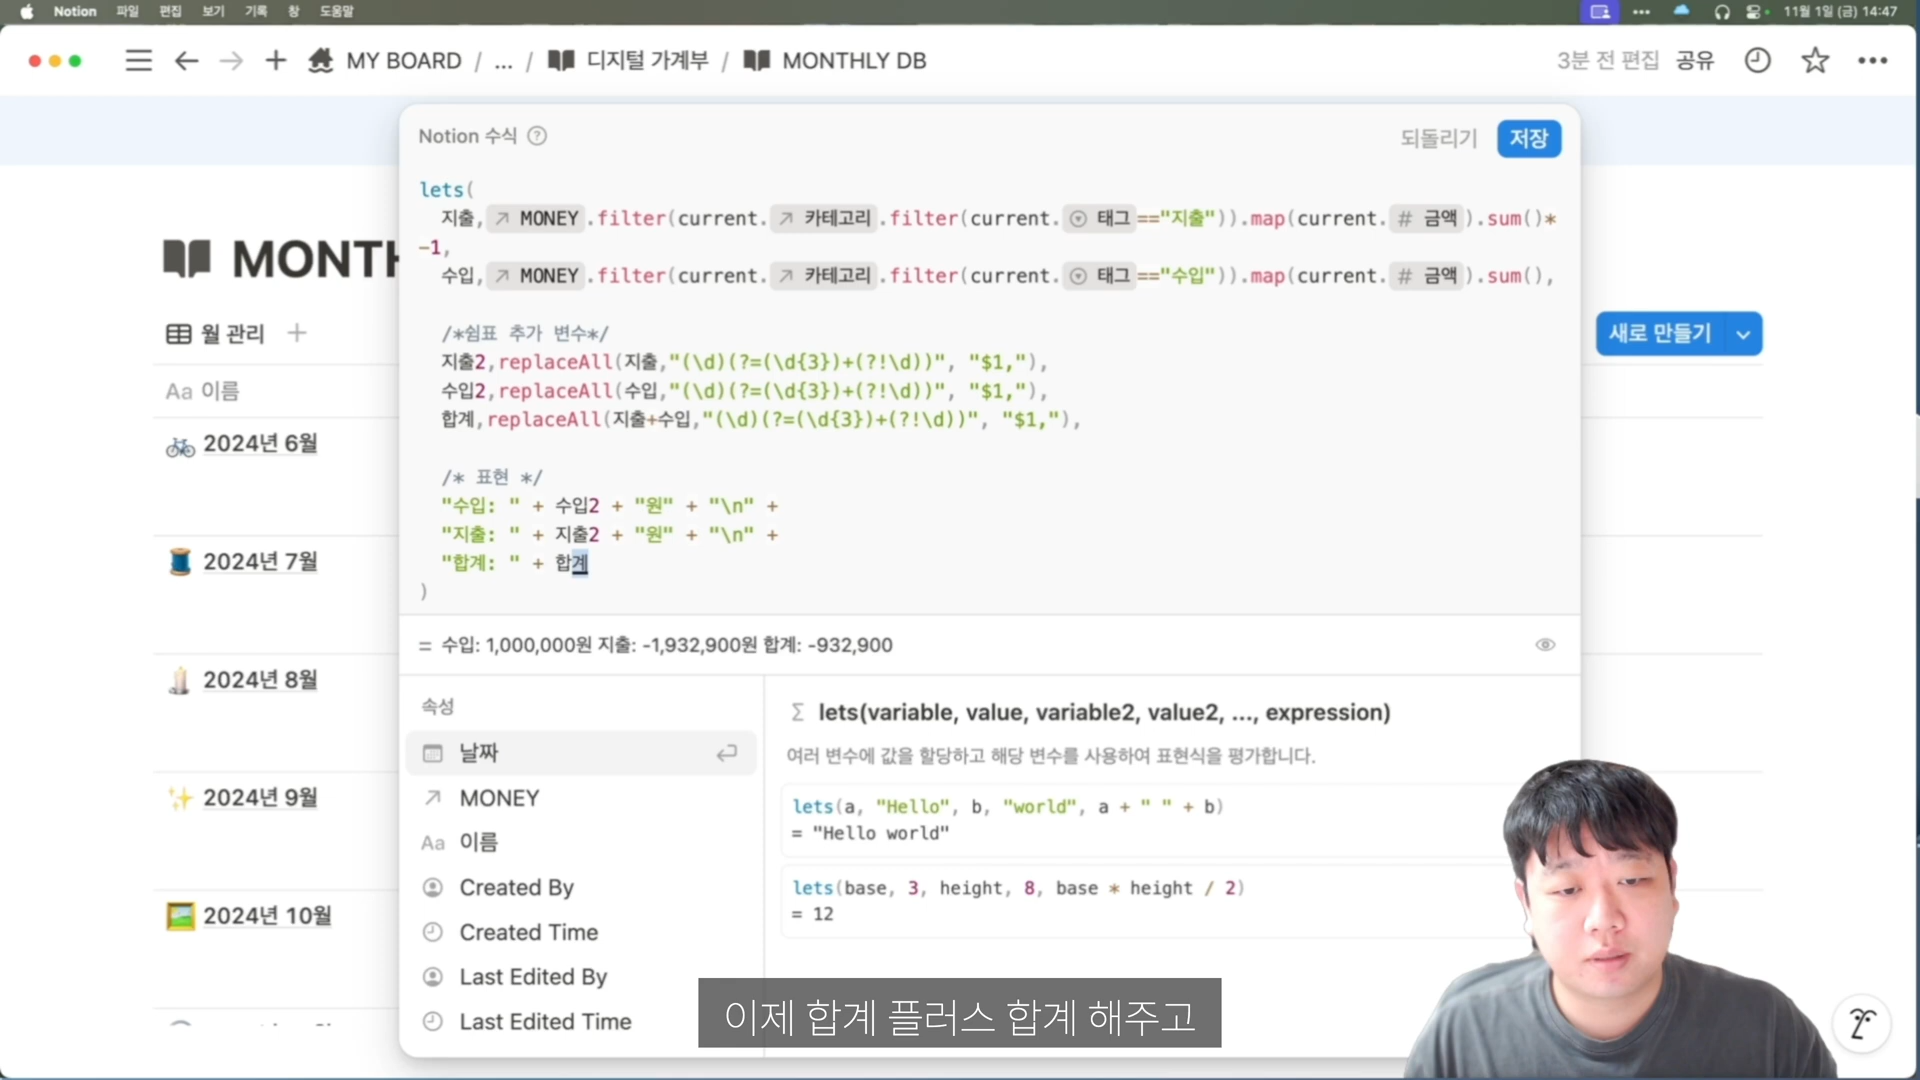 Notion 파일 편집 보기 기록 창 도움말 11월 1일 (금) 14:47
MY BOARD / ... / 디지털 가계부 / MONTHLY DB 3분 전 편집 공유
Notion 수식 되돌리기 저장
lets(
지출, MONEY.filter(current. 카테고리.filter(current. 태그=="지출")).map(current. # 금액).sum()*
-1,
수입, MONEY.filter(current. 카테고리.filter(current. 태그=="수입")).map(current. # 금액).sum(),
/*쉼표 추가 변수*/
지출2,replaceAll(지출,"(\d)(?=(\d{3})+(?!\d))", "$1,"),
수입2,replaceAll(수입,"(\d)(?=(\d{3})+(?!\d))", "$1,"),
합계,replaceAll(지출+수입,"(\d)(?=(\d{3})+(?!\d))", "$1,"),
/* 표현 */
"수입: " + 수입2 + "원" + "\n" +
"지출: " + 지출2 + "원" + "\n" +
"합계: " + 합계
)
= 수입: 1,000,000원 지출: -1,932,900원 합계: -932,900
속성
날짜
MONEY
Aa 이름
Created By
Created Time
Last Edited By
Last Edited Time
Σ lets(variable, value, variable2, value2, ..., expression)
여러 변수에 값을 할당하고 해당 변수를 사용하여 표현식을 평가합니다.
lets(a, "Hello", b, "world", a + " " + b)
= "Hello world"
lets(base, 3, height, 8, base * height / 2)
= 12
MONTH
월 관리
새로 만들기
Aa 이름
2024년 6월
2024년 7월
2024년 8월
2024년 9월
2024년 10월
이제 합계 플러스 합계 해주고